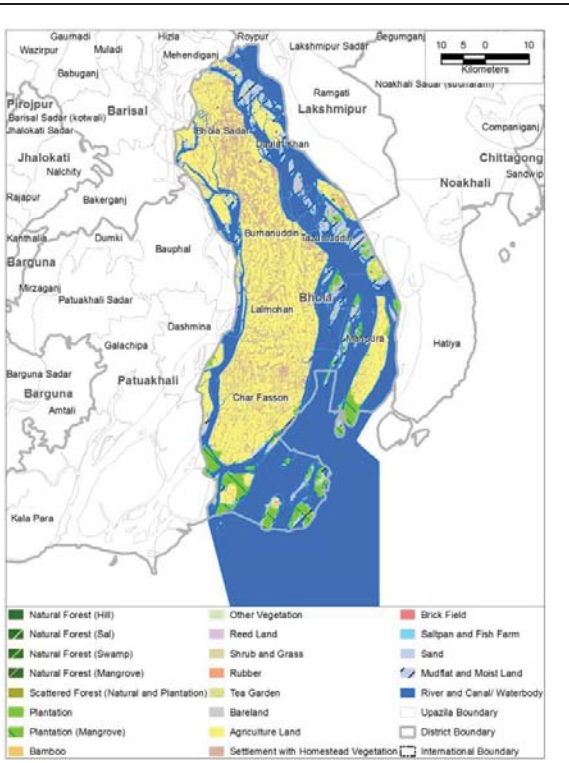 Gaurnadi Hizla Roypur Begumganj
Wazirpur Muladi Mehendiganj Lakshmipur Sadar
10 5 0 10
Kilometers
Babuganj Ramgati
Pirojpur Barisal Lakshmipur
Barisal Sadar (kotwali)
Jhalokati Sadar Bhola Sadar Companiganj
Daulat Khan
Jhalokati Chittagong
Nalchity Sandwip
Noakhali
Rajapur Bakerganj
Kanthalia Dumki Bauphal Burhanuddin Tazumuddin
Barguna
Mirzaganj Bhola
Patuakhali Sadar Lalmohan
Dashmina Manpura Hatiya
Galachipa
Barguna Sadar Patuakhali
Barguna Char Fasson
Amtali
Kala Para
Natural Forest (Hill)
Natural Forest (Sal)
Natural Forest (Swamp)
Natural Forest (Mangrove)
Scattered Forest (Natural and Plantation)
Plantation
Plantation (Mangrove)
Bamboo
Other Vegetation
Reed Land
Shrub and Grass
Rubber
Tea Garden
Bareland
Agriculture Land
Settlement with Homestead Vegetation
Brick Field
Saltpan and Fish Farm
Sand
Mudflat and Moist Land
River and Canal/ Waterbody
Upazila Boundary
District Boundary
International Boundary